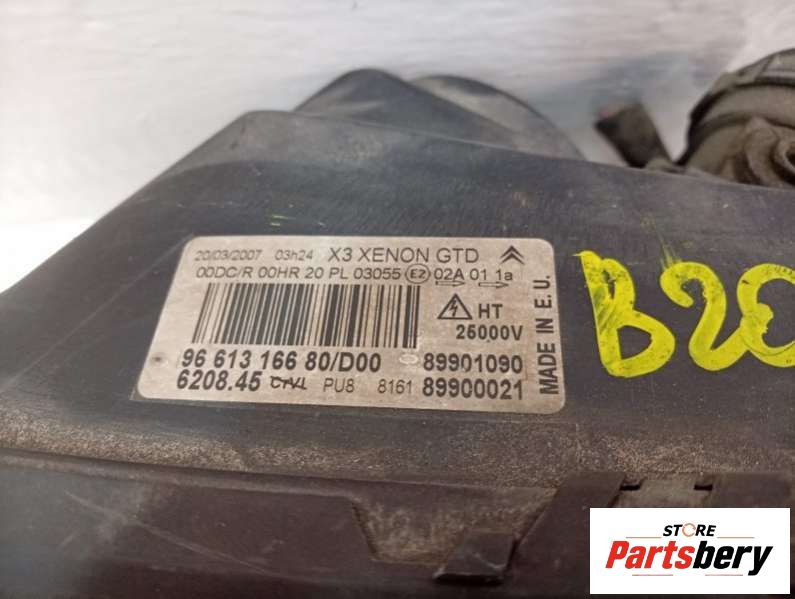 20/03/2007 03h24 X3 XENON GTD
00DC/R 00HR 20 PL 03055 E2 02A 01 1a
HT
25000V
96 613 166 80/D00 89901090
6208.45 PU8 8161 89900021
MADE IN E.U.
B20
STORE
Partsbery